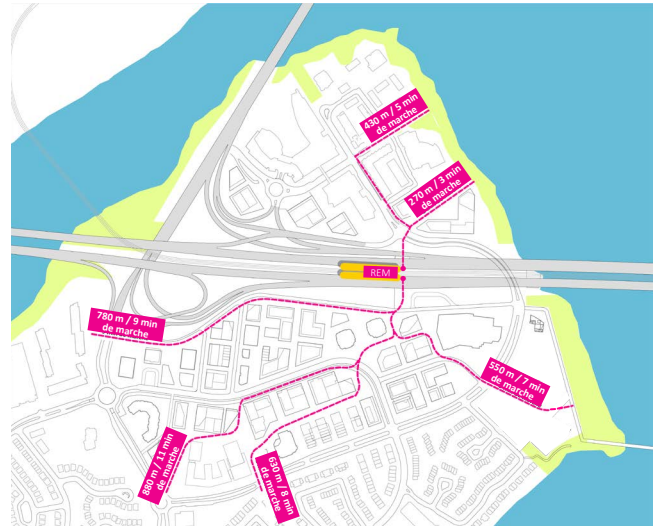 430 m / 5 min
de marche
270 m / 3 min
de marche
REM
780 m / 9 min
de marche
550 m / 7 min
de marche
880 m / 11 min
de marche
630 m / 8 min
de marche